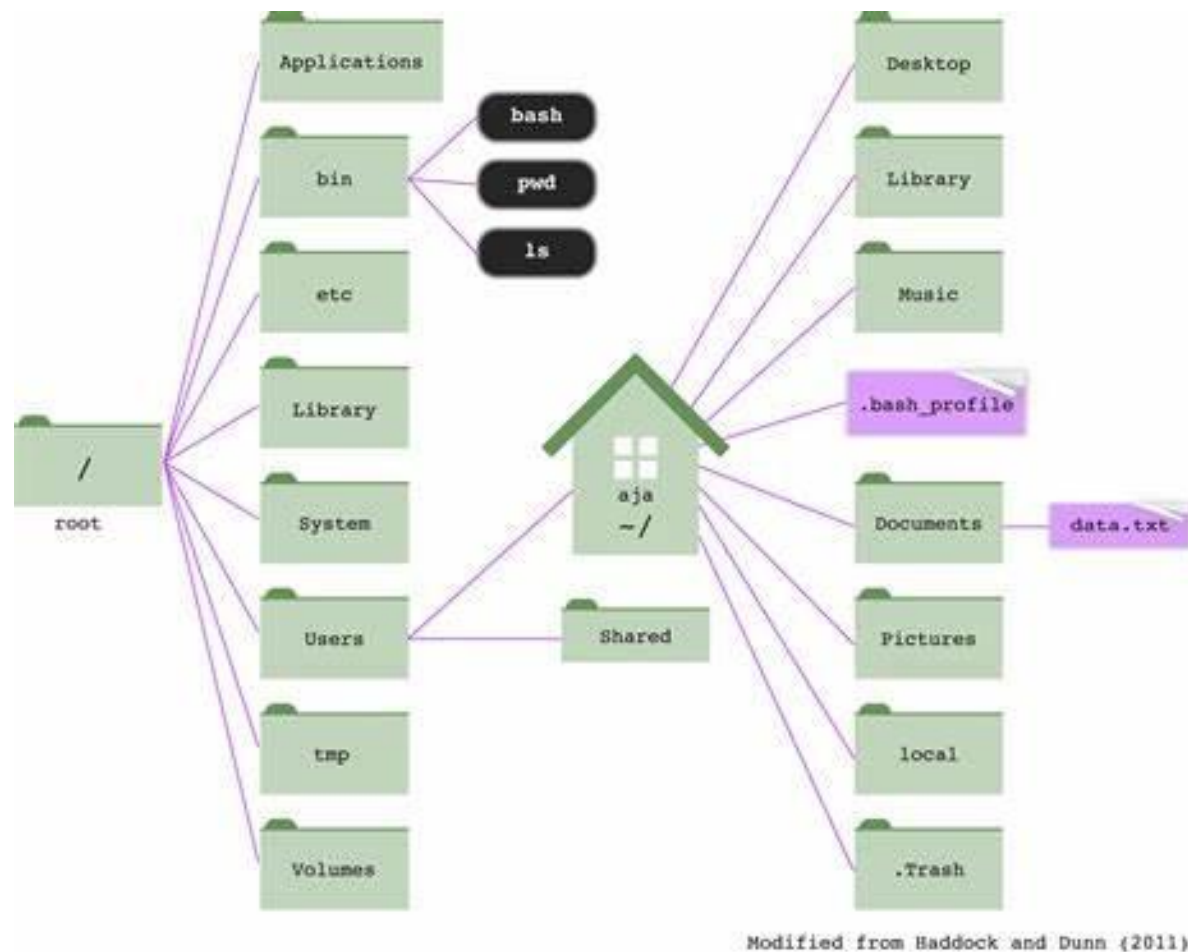 Applications
bin
etc
Library
/
root
System
Users
tmp
Volumes
bash
pwd
ls
aja
~/
Shared
Desktop
Library
Music
.bash_profile
Documents
data.txt
Pictures
local
.Trash
Modified from Haddock and Dunn (2011)